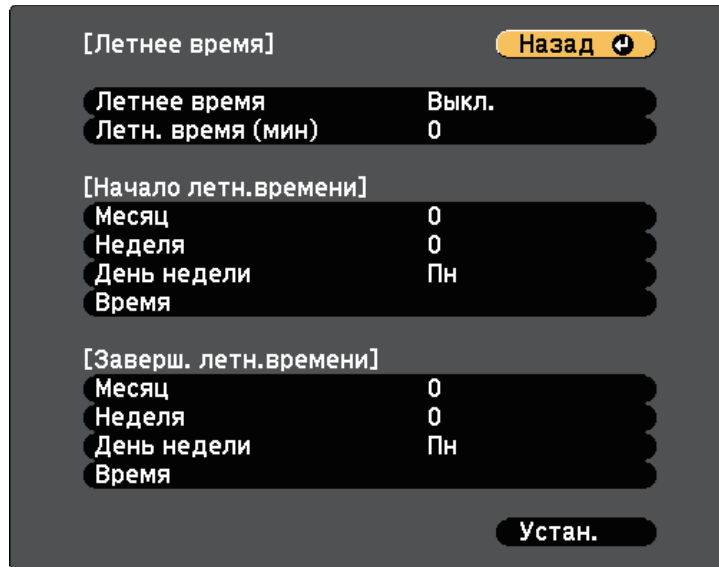 [Летнее время] Назад
Летнее время Выкл.
Летн. время (мин) 0
[Начало летн.времени]
Месяц 0
Неделя 0
День недели Пн
Время
[Заверш. летн.времени]
Месяц 0
Неделя 0
День недели Пн
Время
Устан.